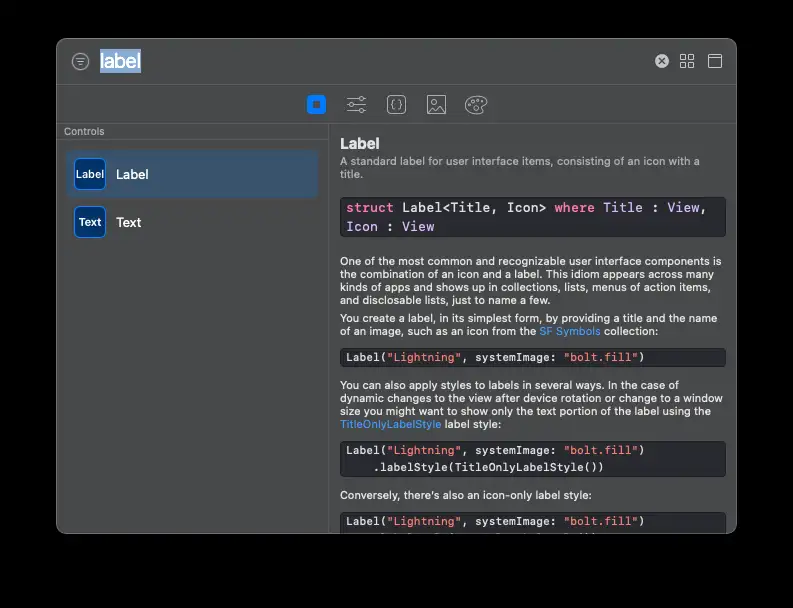 label
Controls
Label Label
Text Text
Label
A standard label for user interface items, consisting of an icon with a
title.
struct Label<Title, Icon> where Title : View,
Icon : View
One of the most common and recognizable user interface components is
the combination of an icon and a label. This idiom appears across many
kinds of apps and shows up in collections, lists, menus of action items,
and disclosable lists, just to name a few.
You create a label, in its simplest form, by providing a title and the name
of an image, such as an icon from the SF Symbols collection:
Label("Lightning", systemImage: "bolt.fill")
You can also apply styles to labels in several ways. In the case of
dynamic changes to the view after device rotation or change to a window
size you might want to show only the text portion of the label using the
TitleOnlyLabelStyle label style:
Label("Lightning", systemImage: "bolt.fill")
.labelStyle(TitleOnlyLabelStyle())
Conversely, there's also an icon-only label style:
Label("Lightning", systemImage: "bolt.fill")